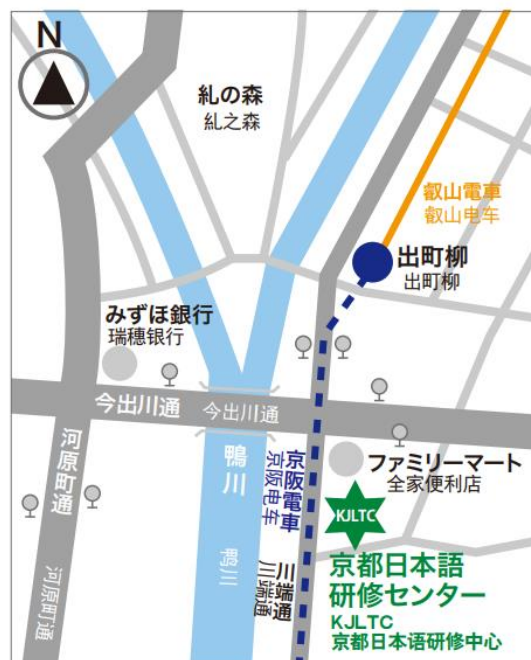 N
糺の森
糺之森
叡山電車
叡山电车
出町柳
出町柳
みずほ銀行
瑞穗银行
今出川通
今出川通
河原町通
河原町通
鴨川
鸭川
京阪電車
京阪电车
川端通
川端通
ファミリーマート
全家便利店
KJLTC
京都日本語
研修センター
KJLTC
京都日本语研修中心